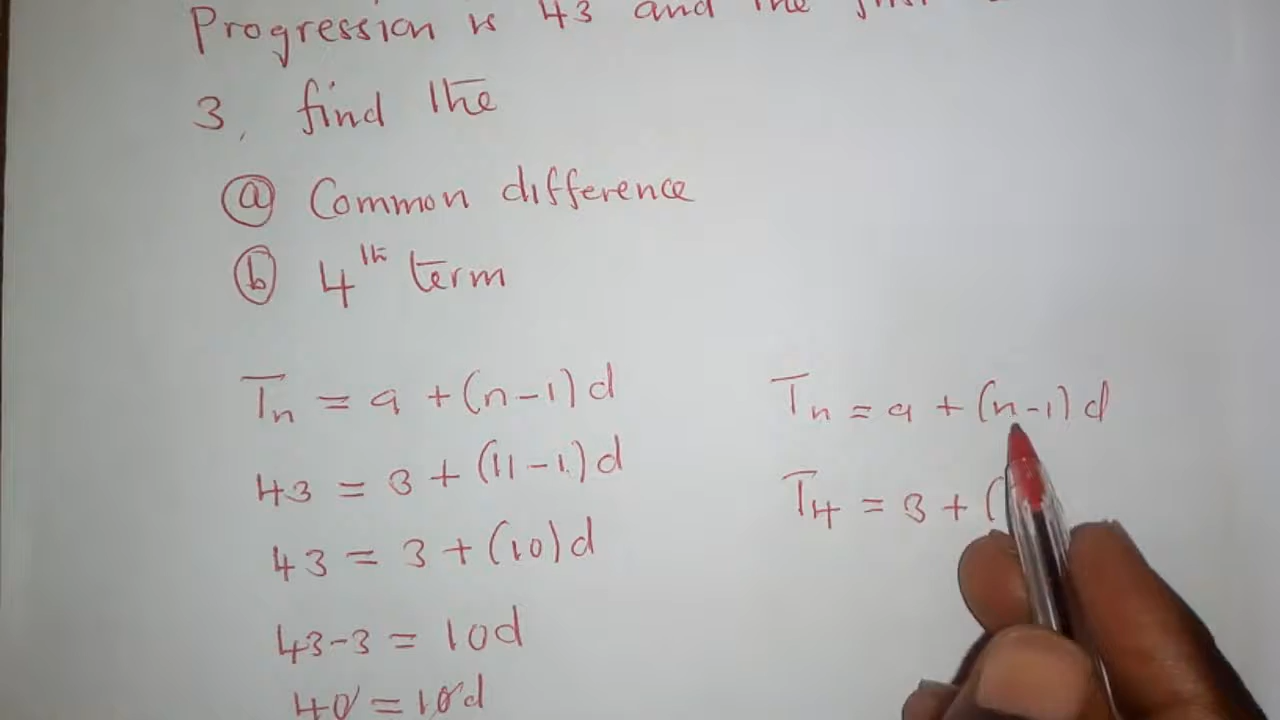 Progression is 43 and the
3, find the
(a) Common difference
(b) 4th term
Tn = a + (n-1)d
43 = 3 + (11-1)d
43 = 3 + (10)d
43-3 = 10d
40 = 10d
Tn = a + (n-1)d
T4 = 3 + (